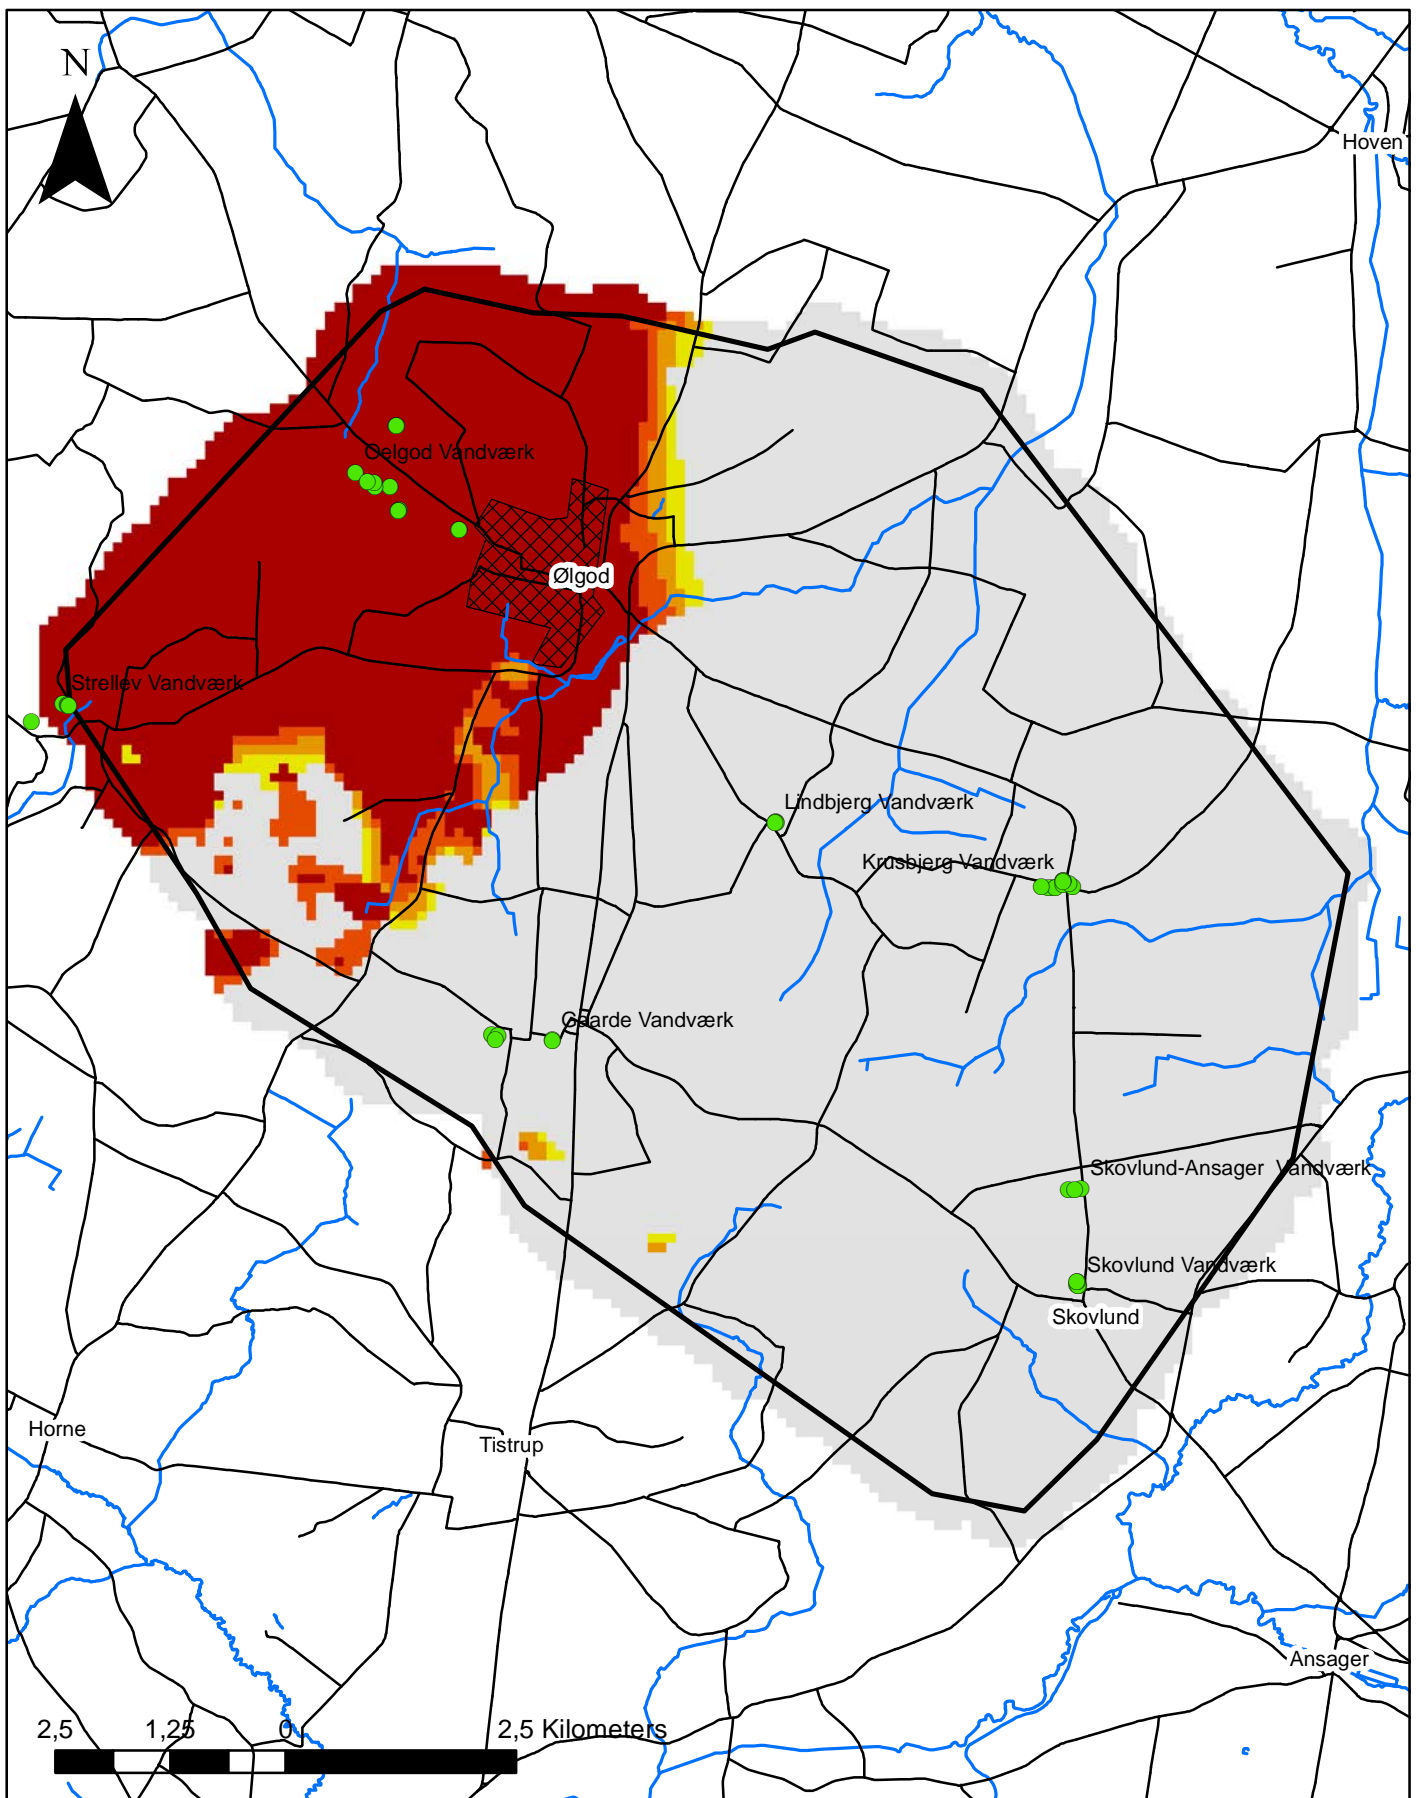 N
Hoven
Oelgod Vandværk
Ølgod
Strellev Vandværk
Lindbjerg Vandværk
Krusbjerg Vandværk
Gaarde Vandværk
Skovlund-Ansager Vandværk
Skovlund Vandværk
Skovlund
Horne
Tistrup
Ansager
2,5 1,25 0 2,5 Kilometers